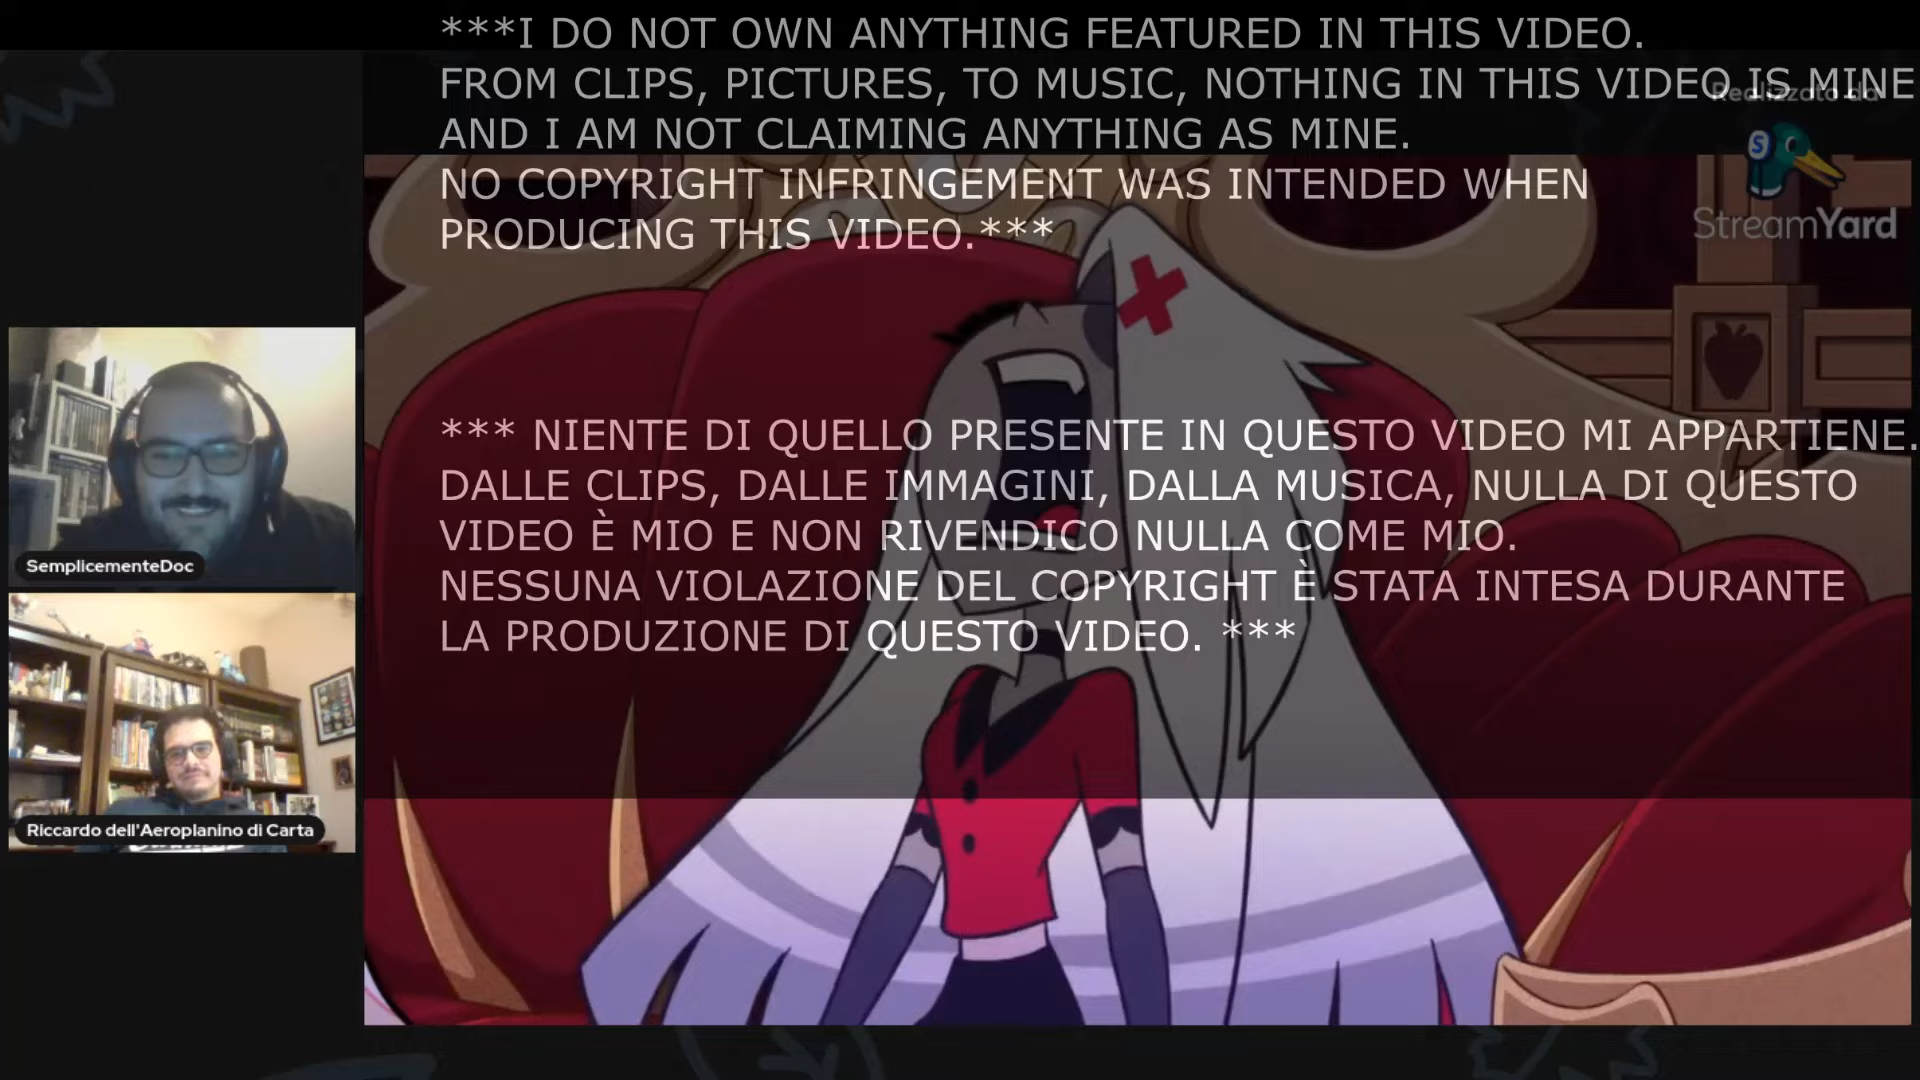 ***I DO NOT OWN ANYTHING FEATURED IN THIS VIDEO.
FROM CLIPS, PICTURES, TO MUSIC, NOTHING IN THIS VIDEO IS MINE
AND I AM NOT CLAIMING ANYTHING AS MINE.
NO COPYRIGHT INFRINGEMENT WAS INTENDED WHEN
PRODUCING THIS VIDEO.***
Realizzato da
S
StreamYard
*** NIENTE DI QUELLO PRESENTE IN QUESTO VIDEO MI APPARTIENE.
DALLE CLIPS, DALLE IMMAGINI, DALLA MUSICA, NULLA DI QUESTO
VIDEO È MIO E NON RIVENDICO NULLA COME MIO.
NESSUNA VIOLAZIONE DEL COPYRIGHT È STATA INTESA DURANTE
LA PRODUZIONE DI QUESTO VIDEO. ***
SemplicementeDoc
Riccardo dell'Aeroplanino di Carta